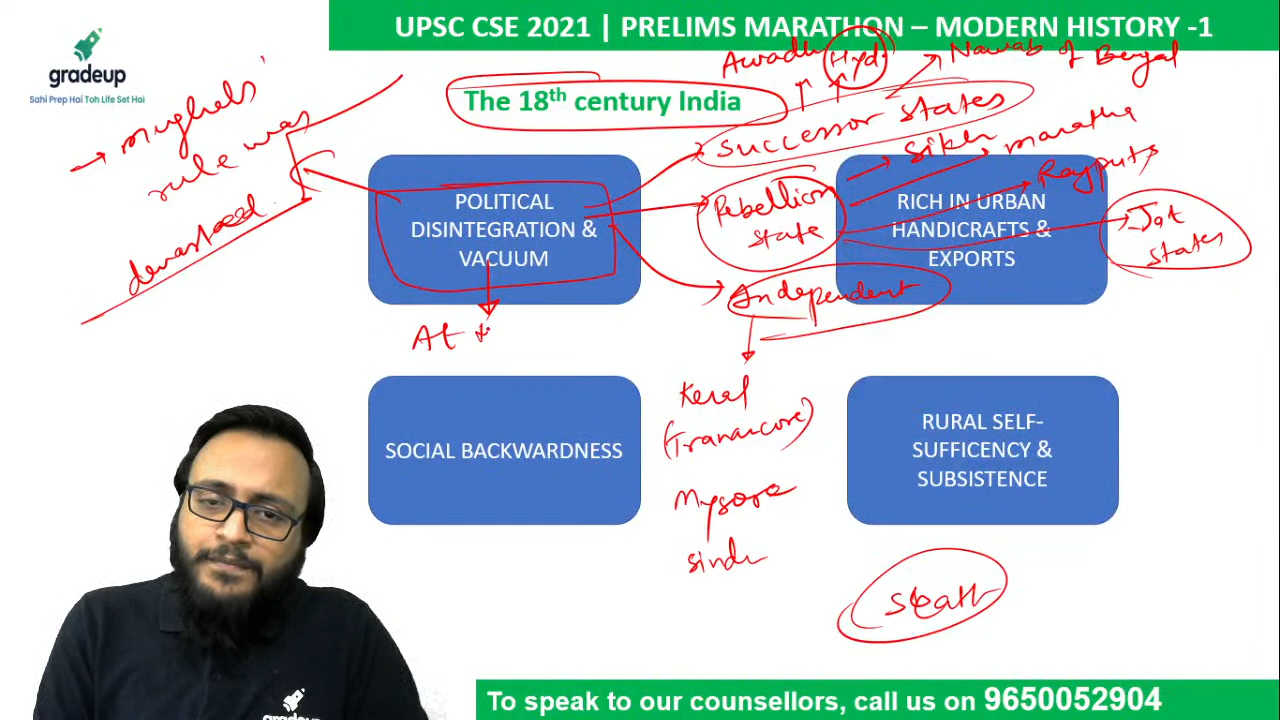 UPSC CSE 2021 | PRELIMS MARATHON – MODERN HISTORY -1
gradeup
Sahi Prep Hai Toh Life Set Hai
The 18th century India
→ mughals'
rule was
devastated.
Awadh
Hyd.
Nawab of Bengal
successor states
Sikh
maratha
Rajputs
Jat
states
Rebellion
state
Independent
POLITICAL
DISINTEGRATION &
VACUUM
RICH IN URBAN
HANDICRAFTS &
EXPORTS
At
Keral
(Travancore)
Mysore
SOCIAL BACKWARDNESS
RURAL SELF-
SUFFICENCY &
SUBSISTENCE
gradeup
To speak to our counsellors, call us on 9650052904